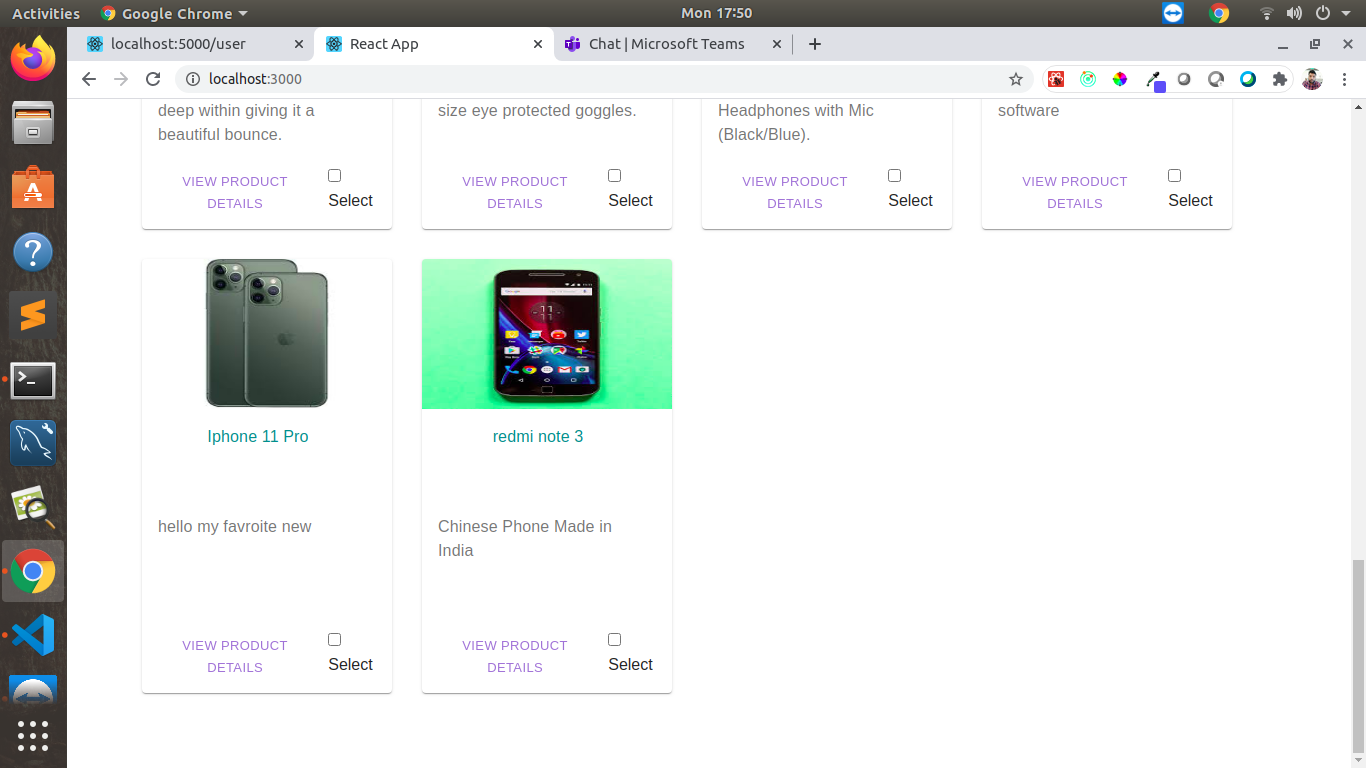 Activities Google Chrome Mon 17:50
localhost:5000/user React App Chat | Microsoft Teams
localhost:3000
deep within giving it a
beautiful bounce.
size eye protected goggles.
Headphones with Mic
(Black/Blue).
software
VIEW PRODUCT
DETAILS
Select
VIEW PRODUCT
DETAILS
Select
VIEW PRODUCT
DETAILS
Select
VIEW PRODUCT
DETAILS
Select
Iphone 11 Pro
hello my favroite new
VIEW PRODUCT
DETAILS
Select
11
11
redmi note 3
Chinese Phone Made in
India
VIEW PRODUCT
DETAILS
Select